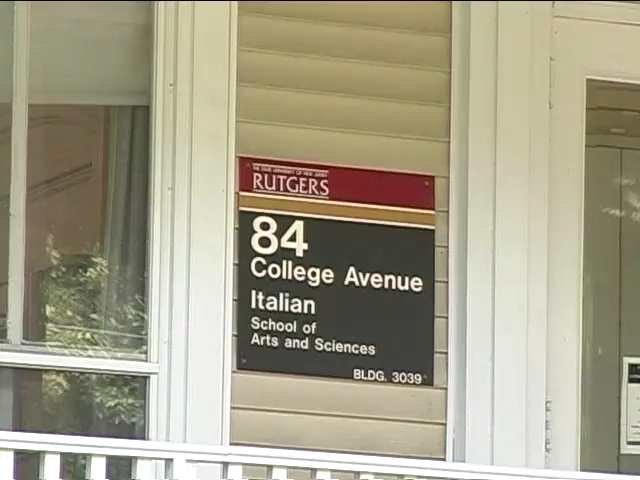 THE STATE UNIVERSITY OF NEW JERSEY
RUTGERS
84
College Avenue
Italian
School of
Arts and Sciences
BLDG. 3039